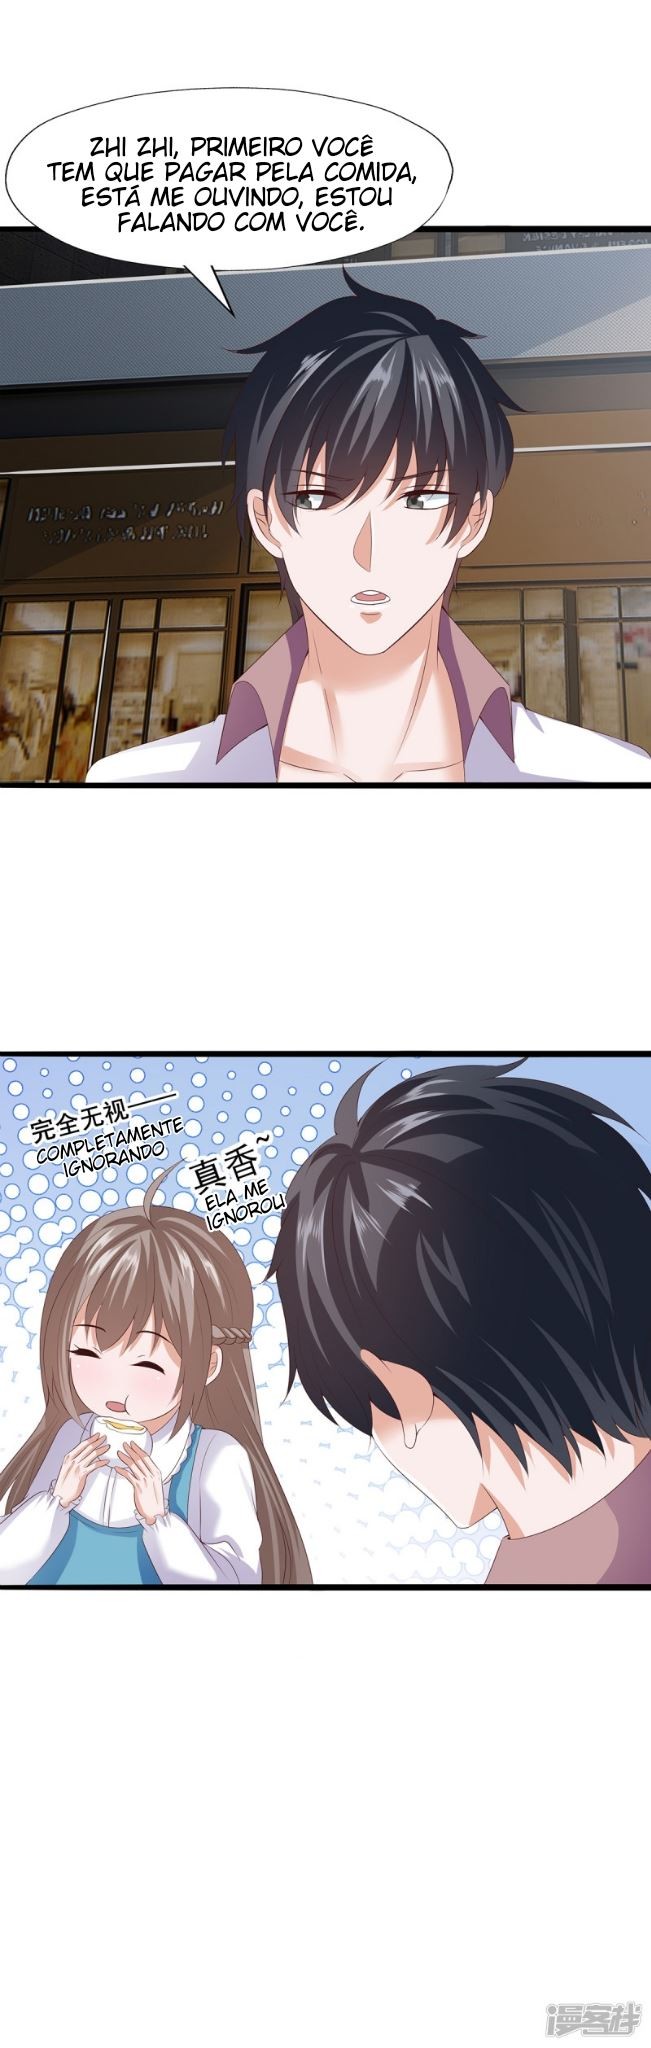 ZHI ZHI, PRIMEIRO VOCÊ
TEM QUE PAGAR PELA COMIDA,
ESTÁ ME OUVINDO, ESTOU
FALANDO COM VOCÊ.
完全无视——
COMPLETAMENTE
IGNORANDO
真香~
ELA ME
IGNOROU
漫客栈